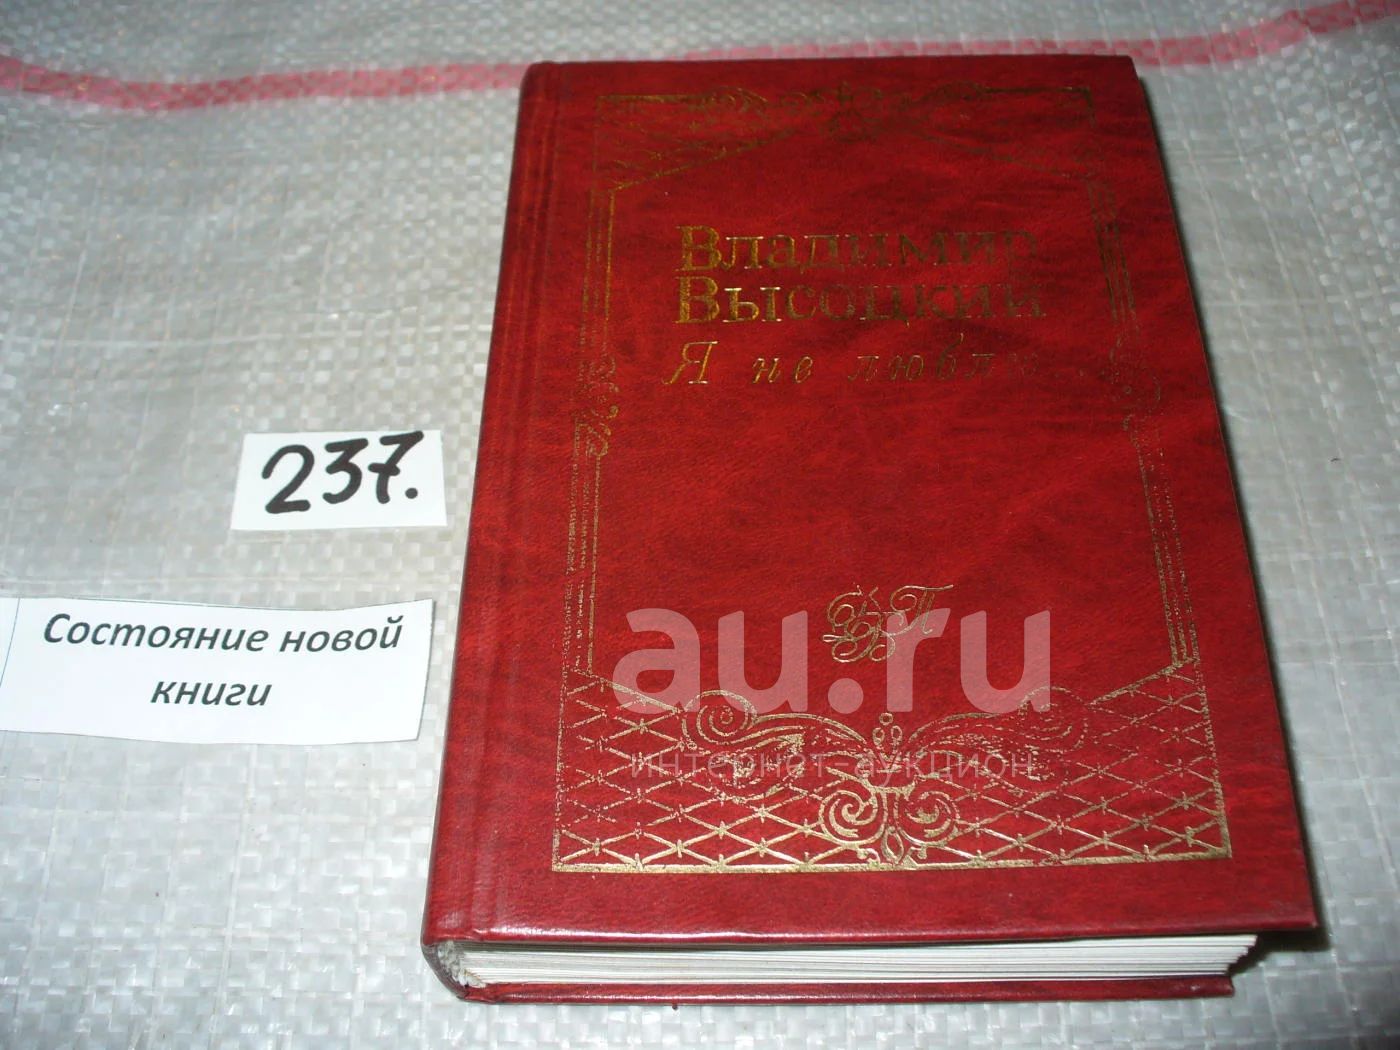 Владимир
Высоцкий
Я не люблю...
237.
Состояние новой
книги
au.ru
интернет-аукцион